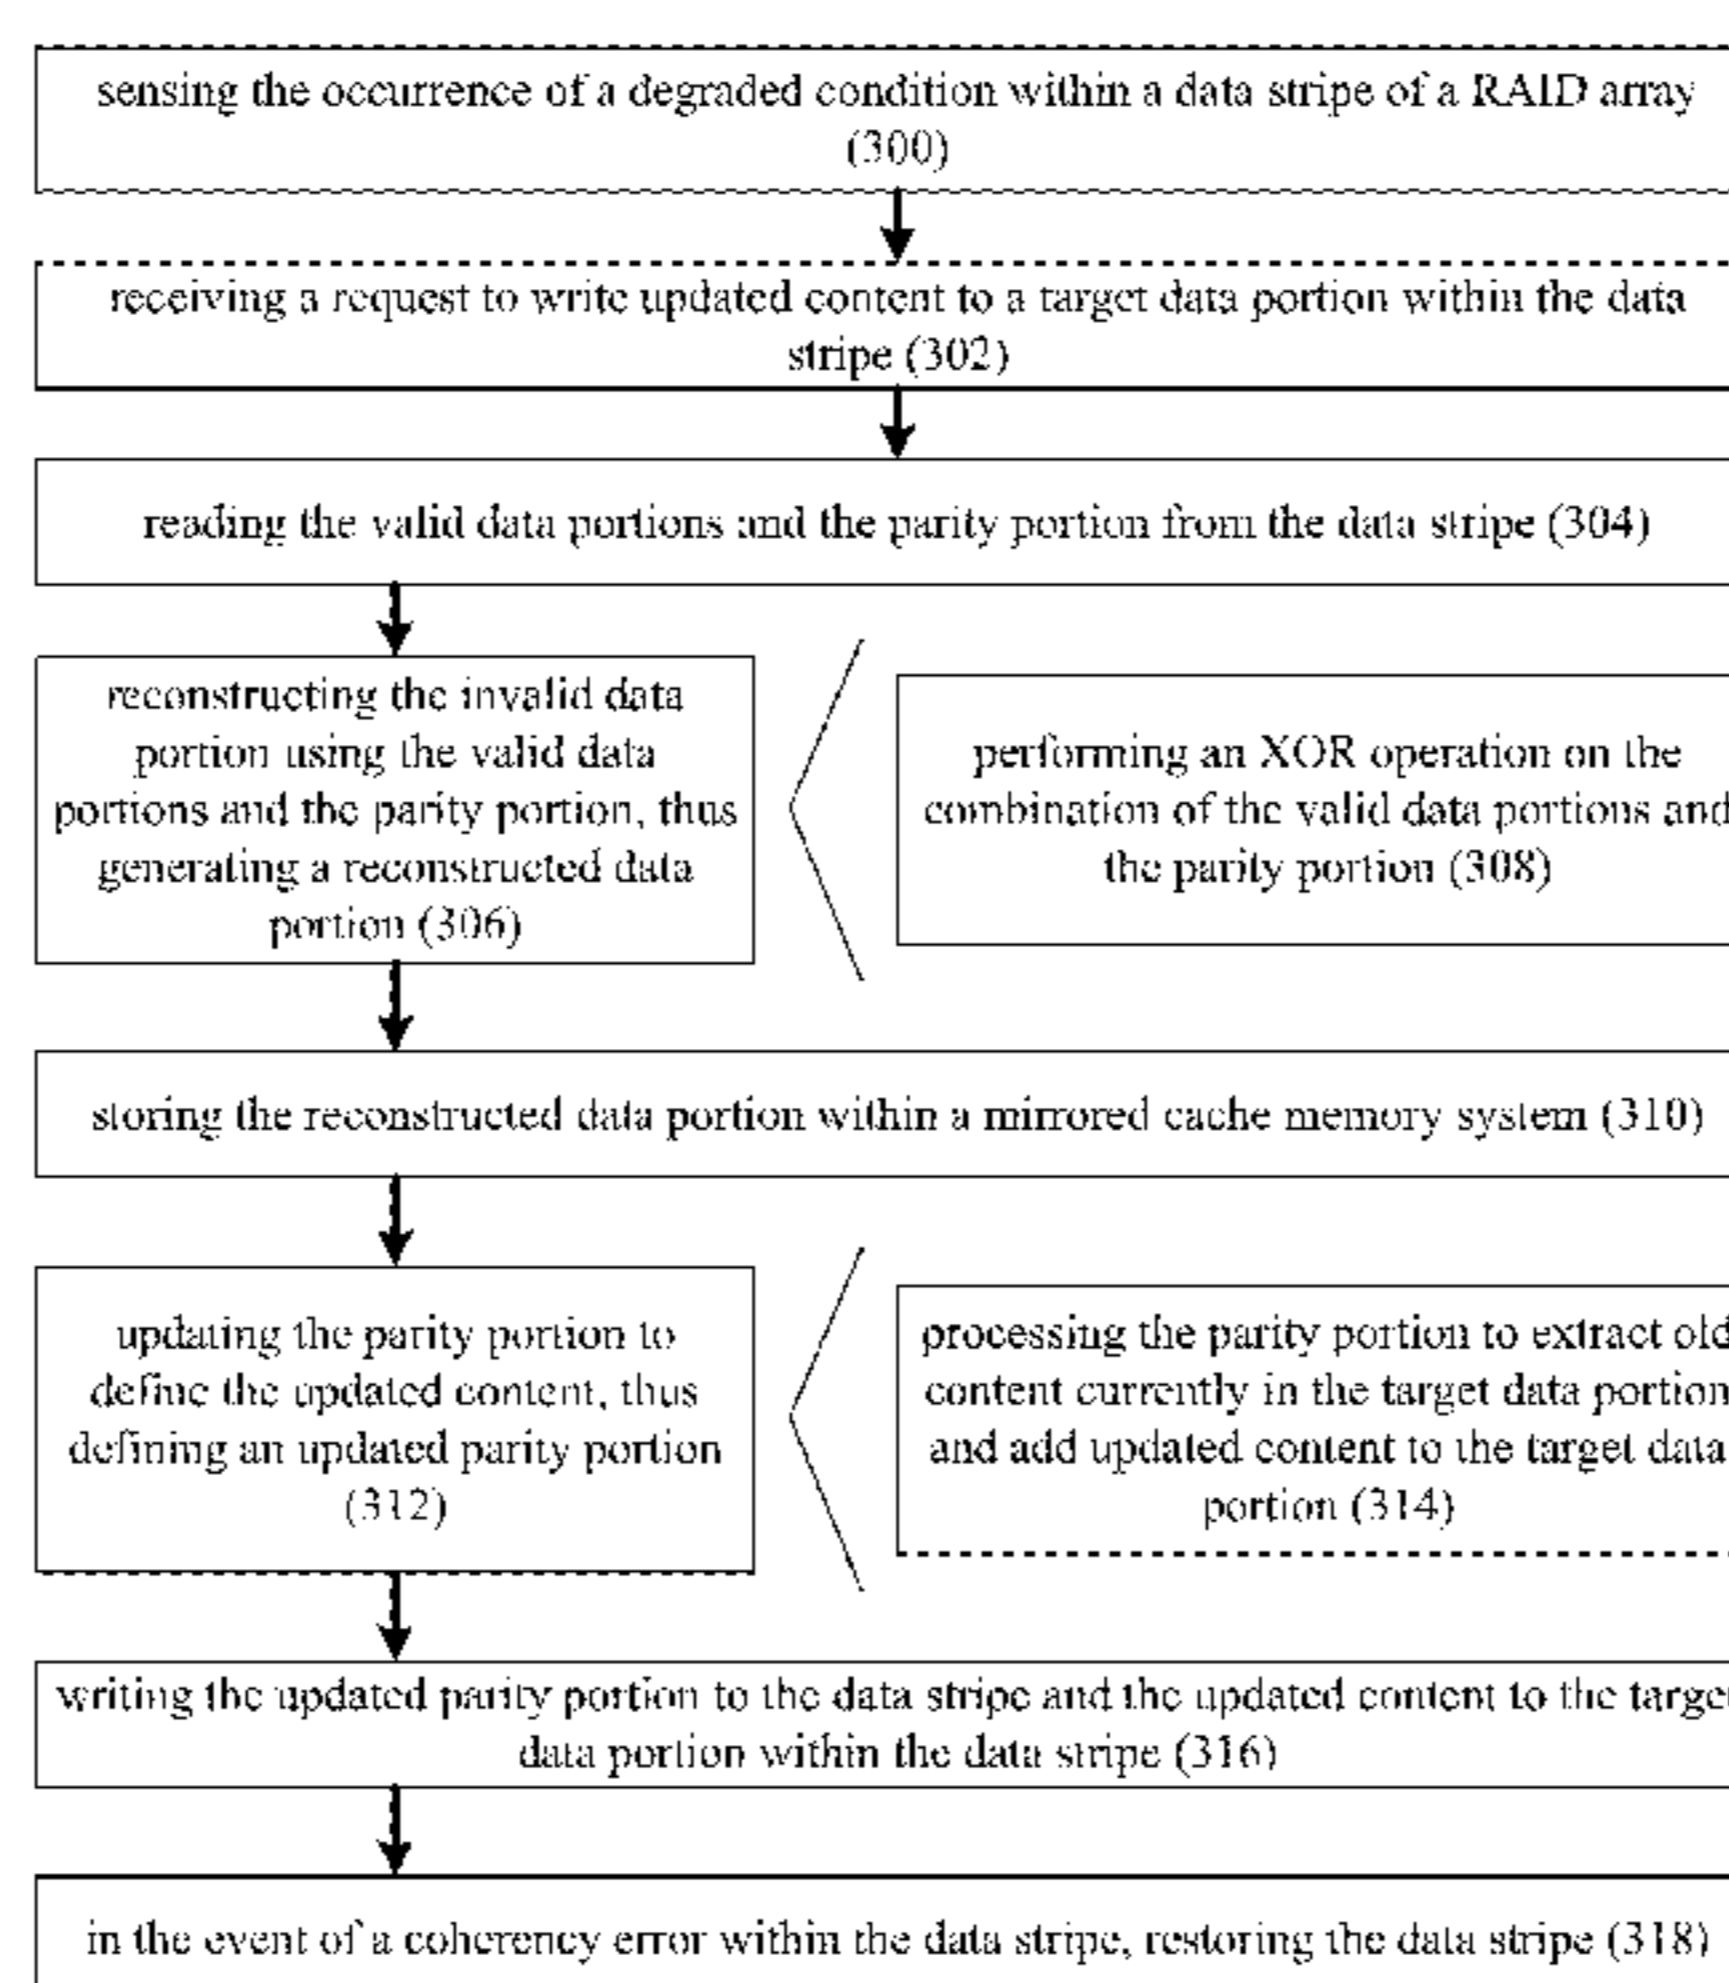 sensing the occurrence of a degraded condition within a data stripe of a RAID array
(300)
receiving a request to write updated content to a target data portion within the data
stripe (302)
reading the valid data portions and the parity portion from the data stripe (304)
reconstructing the invalid data
portion using the valid data
portions and the parity portion, thus
generating a reconstructed data
portion (306)
performing an XOR operation on the
combination of the valid data portions and
the parity portion (308)
storing the reconstructed data portion within a mirrored cache memory system (310)
updating the parity portion to
define the updated content, thus
defining an updated parity portion
(312)
processing the parity portion to extract old
content currently in the target data portion
and add updated content to the target data
portion (314)
writing the updated parity portion to the data stripe and the updated content to the target
data portion within the data stripe (316)
in the event of a coherency error within the data stripe, restoring the data stripe (318)